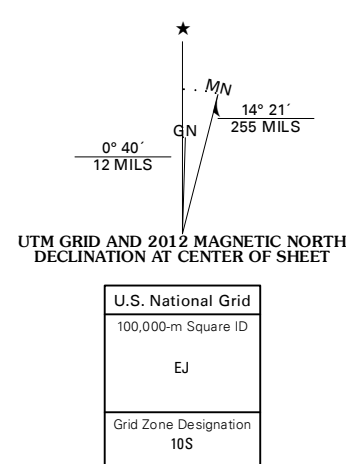 ★
MN
GN
14° 21´
255 MILS
0° 40´
12 MILS
UTM GRID AND 2012 MAGNETIC NORTH
DECLINATION AT CENTER OF SHEET
U.S. National Grid
100,000-m Square ID
EJ
Grid Zone Designation
10S